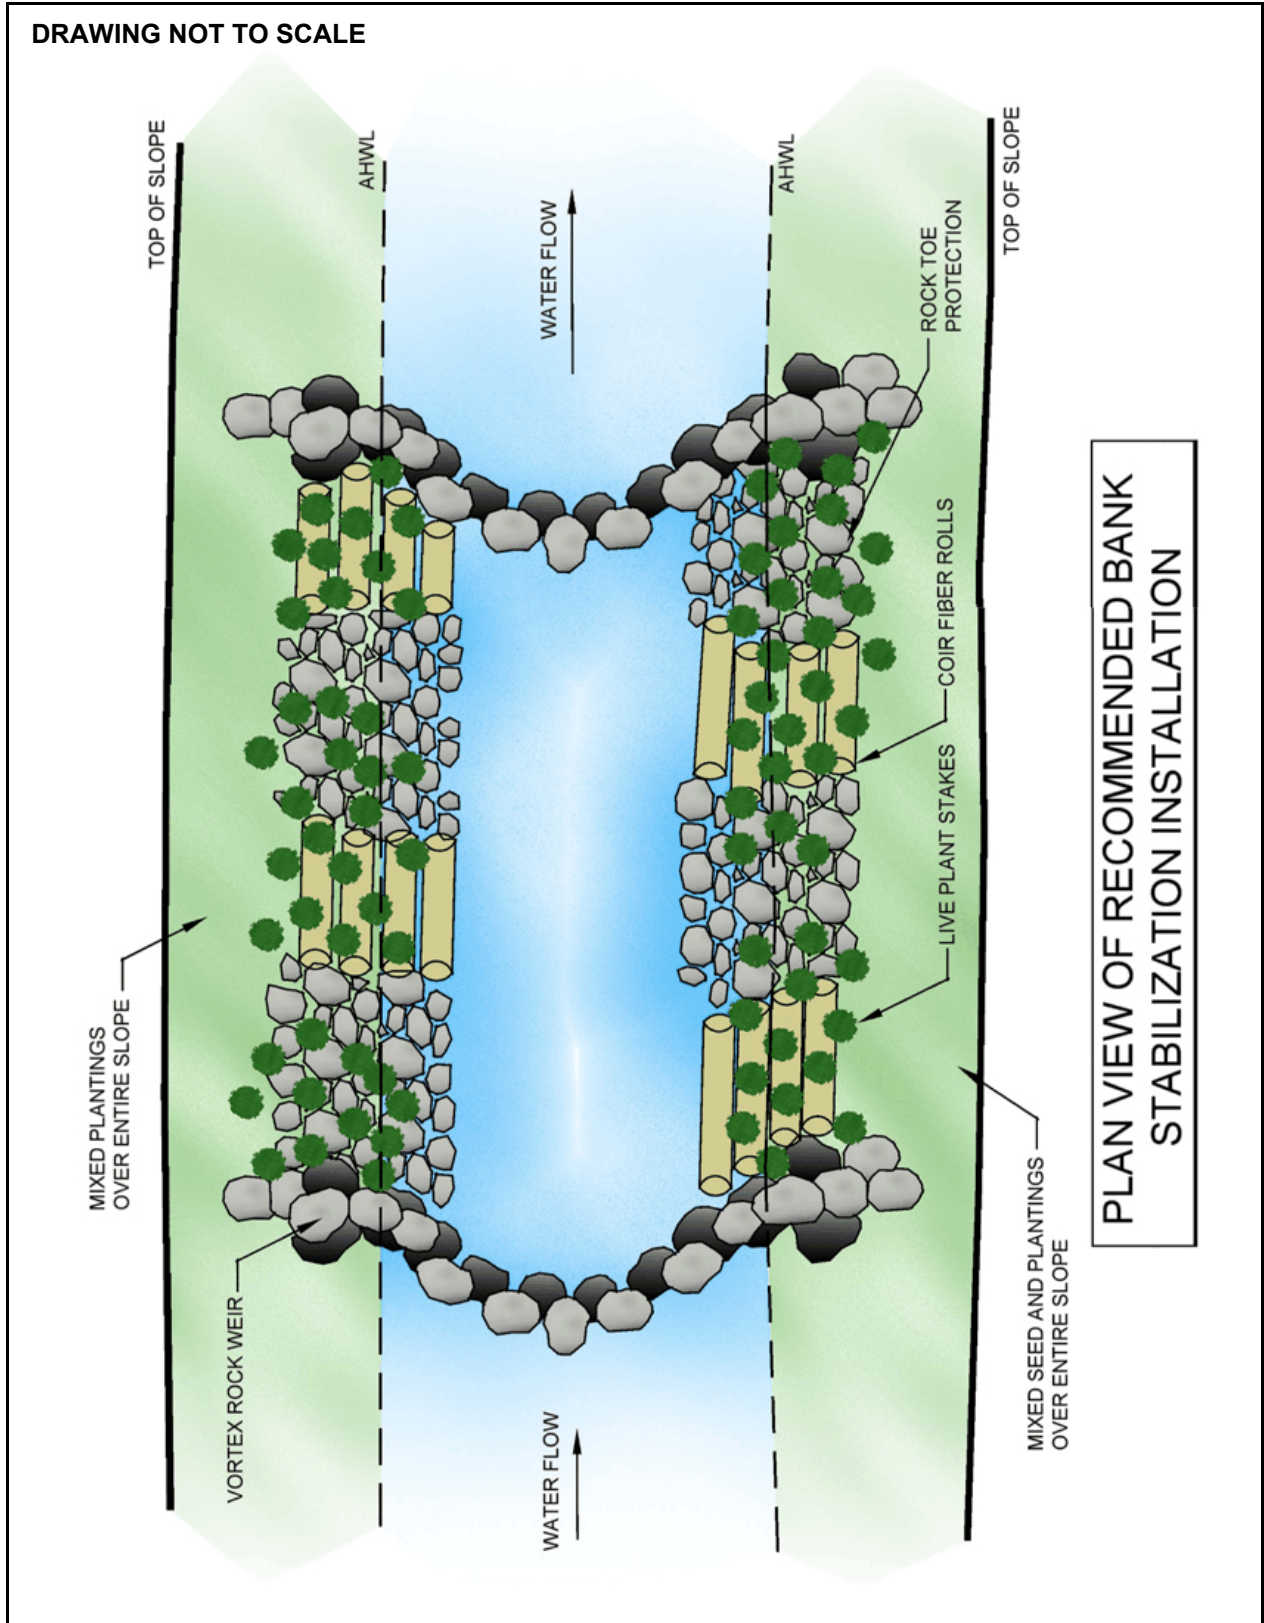 DRAWING NOT TO SCALE
TOP OF SLOPE
AHWL
WATER FLOW
AHWL
TOP OF SLOPE
ROCK TOE
PROTECTION
COIR FIBER ROLLS
LIVE PLANT STAKES
MIXED PLANTINGS
OVER ENTIRE SLOPE
VORTEX ROCK WEIR
WATER FLOW
MIXED SEED AND PLANTINGS
OVER ENTIRE SLOPE
PLAN VIEW OF RECOMMENDED BANK
STABILIZATION INSTALLATION